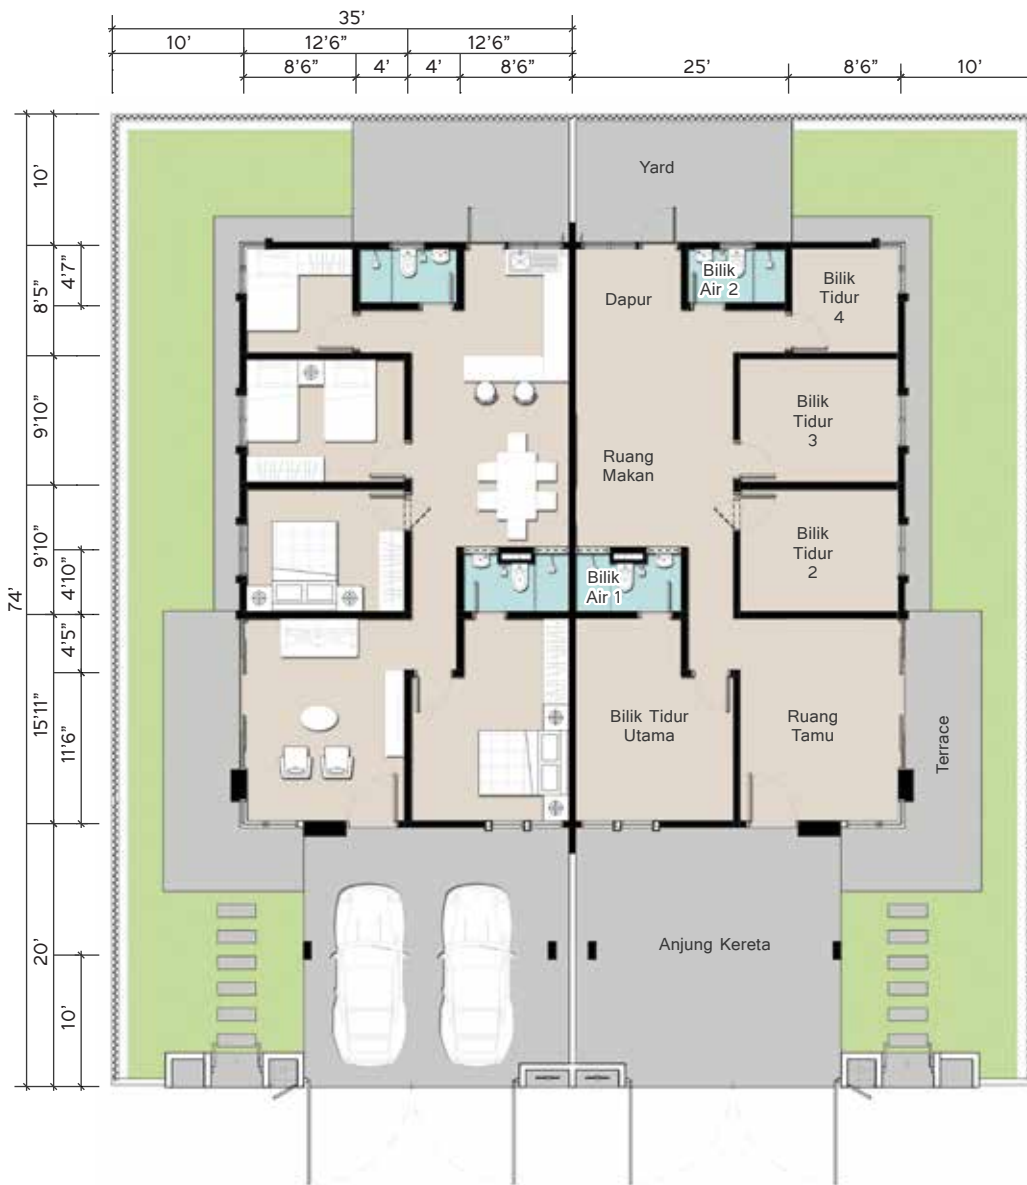 35’
10’ 12’6” 12’6”
8’6” 4’ 4’ 8’6” 25’ 8’6” 10’
74’
10’
8’5”
4’7”
9’10”
9’10”
4’10”
15’11”
4’5”
11’6”
20’
10’
Yard
Dapur
Bilik
Air 2
Bilik
Tidur
4
Bilik
Tidur
3
Ruang
Makan
Bilik
Tidur
2
Bilik
Air 1
Bilik Tidur
Utama
Ruang
Tamu
Terrace
Anjung Kereta